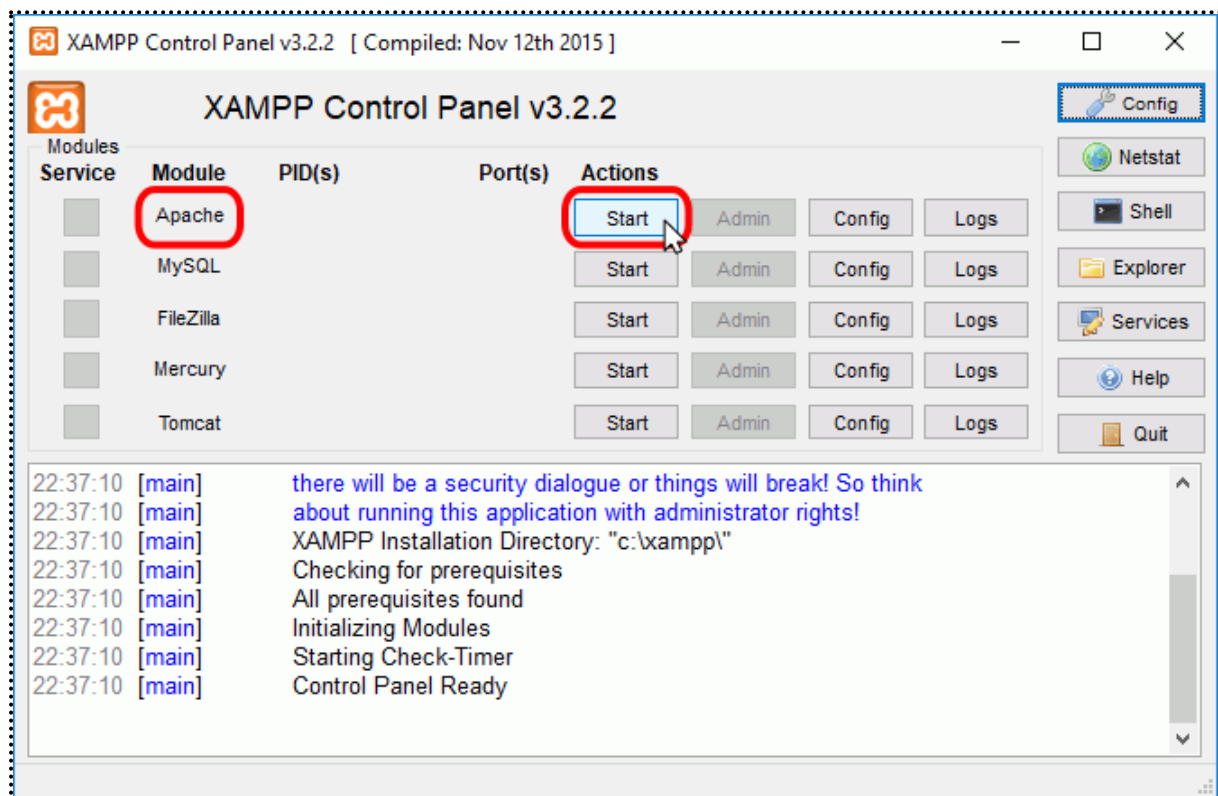 XAMPP Control Panel v3.2.2 [ Compiled: Nov 12th 2015 ]
XAMPP Control Panel v3.2.2
Config
Modules
Service Module PID(s) Port(s) Actions
Netstat
Apache Start Admin Config Logs
Shell
MySQL Start Admin Config Logs
Explorer
FileZilla Start Admin Config Logs
Services
Mercury Start Admin Config Logs
Help
Tomcat Start Admin Config Logs
Quit
22:37:10 [main] there will be a security dialogue or things will break! So think
22:37:10 [main] about running this application with administrator rights!
22:37:10 [main] XAMPP Installation Directory: "c:\xampp\"
22:37:10 [main] Checking for prerequisites
22:37:10 [main] All prerequisites found
22:37:10 [main] Initializing Modules
22:37:10 [main] Starting Check-Timer
22:37:10 [main] Control Panel Ready